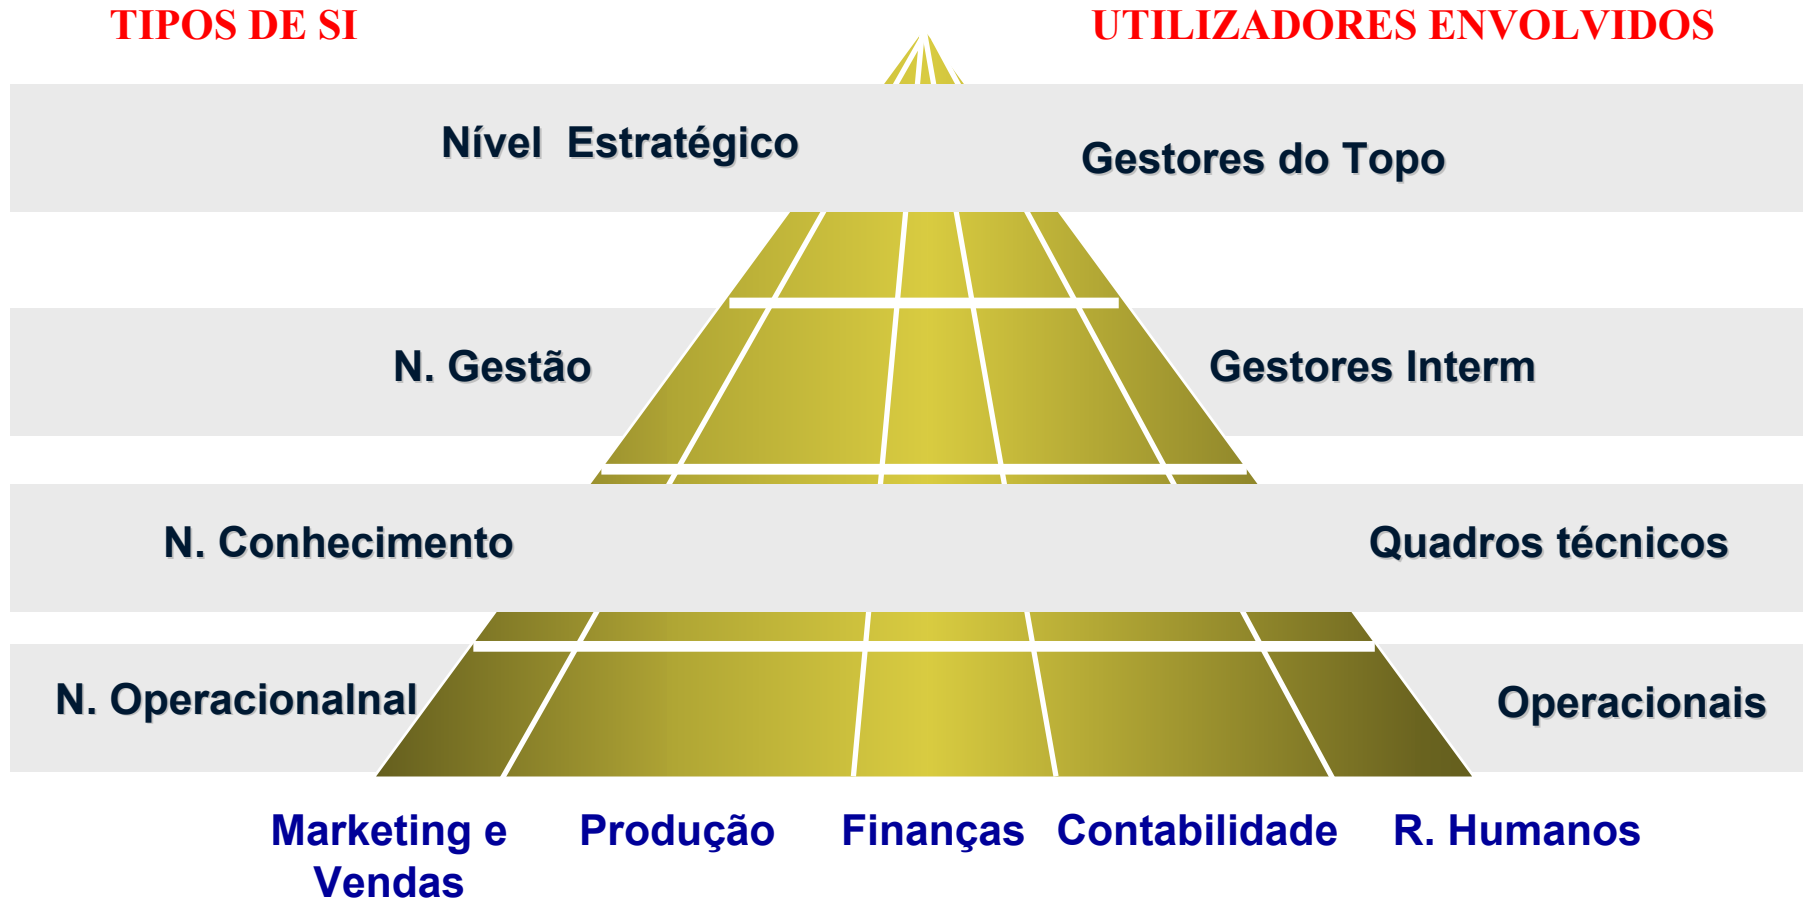 TIPOS DE SI
UTILIZADORES ENVOLVIDOS
Nível Estratégico
Gestores do Topo
N. Gestão
Gestores Interm
N. Conhecimento
Quadros técnicos
N. Operacionalnal
Operacionais
Marketing e
Vendas
Produção
Finanças
Contabilidade
R. Humanos